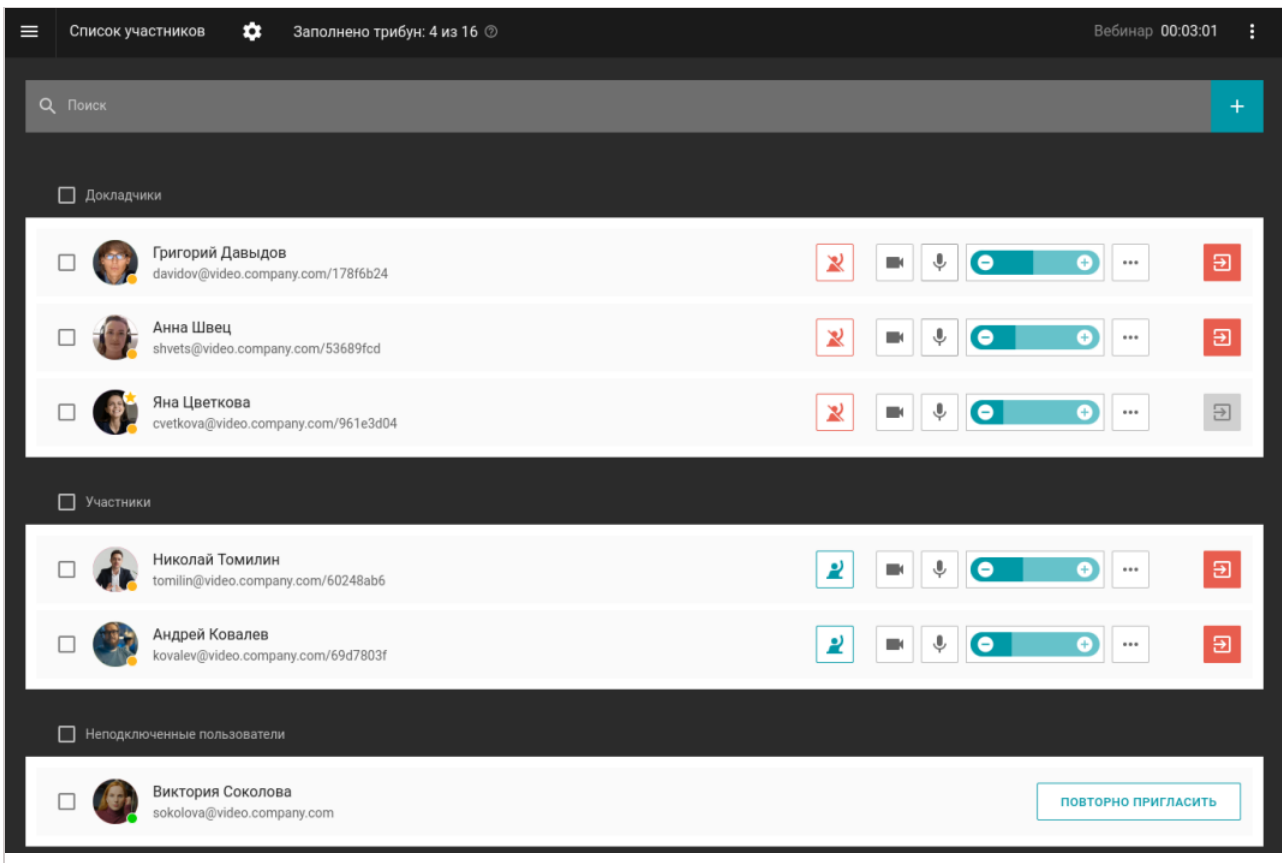 Список участников
Заполнено трибун: 4 из 16
Вебинар 00:03:01
Поиск
Докладчики
Григорий Давыдов
davidov@video.company.com/178f6b24
Анна Швец
shvets@video.company.com/53689fcd
Яна Цветкова
cvetkova@video.company.com/961e3d04
Участники
Николай Томилин
tomilin@video.company.com/60248ab6
Андрей Ковалев
kovalev@video.company.com/69d7803f
Неподключенные пользователи
Виктория Соколова
sokolova@video.company.com
ПОВТОРНО ПРИГЛАСИТЬ